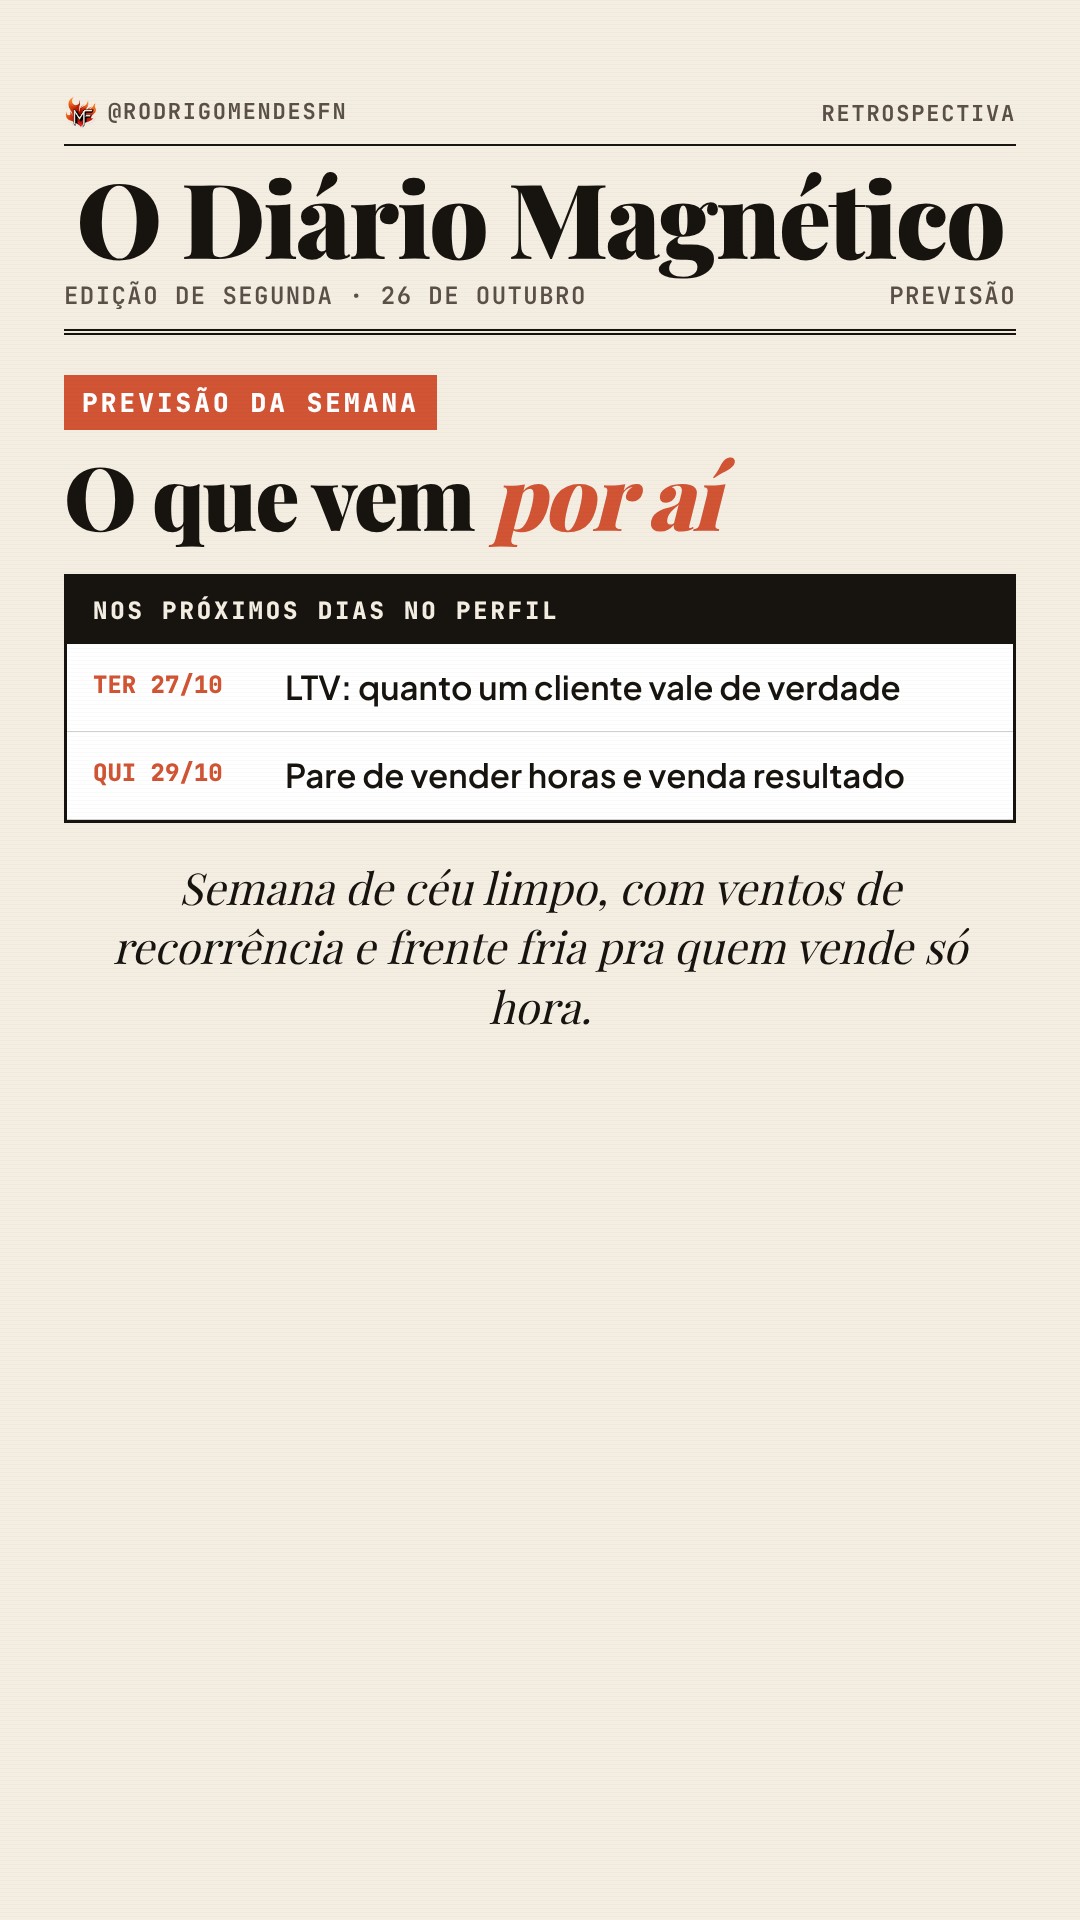 @RODRIGOMENDESFN
RETROSPECTIVA
O Diário Magnético
EDIÇÃO DE SEGUNDA · 26 DE OUTUBRO
PREVISÃO
PREVISÃO DA SEMANA
O que vem por aí
NOS PRÓXIMOS DIAS NO PERFIL
TER 27/10 LTV: quanto um cliente vale de verdade
QUI 29/10 Pare de vender horas e venda resultado
Semana de céu limpo, com ventos de
recorrência e frente fria pra quem vende só
hora.